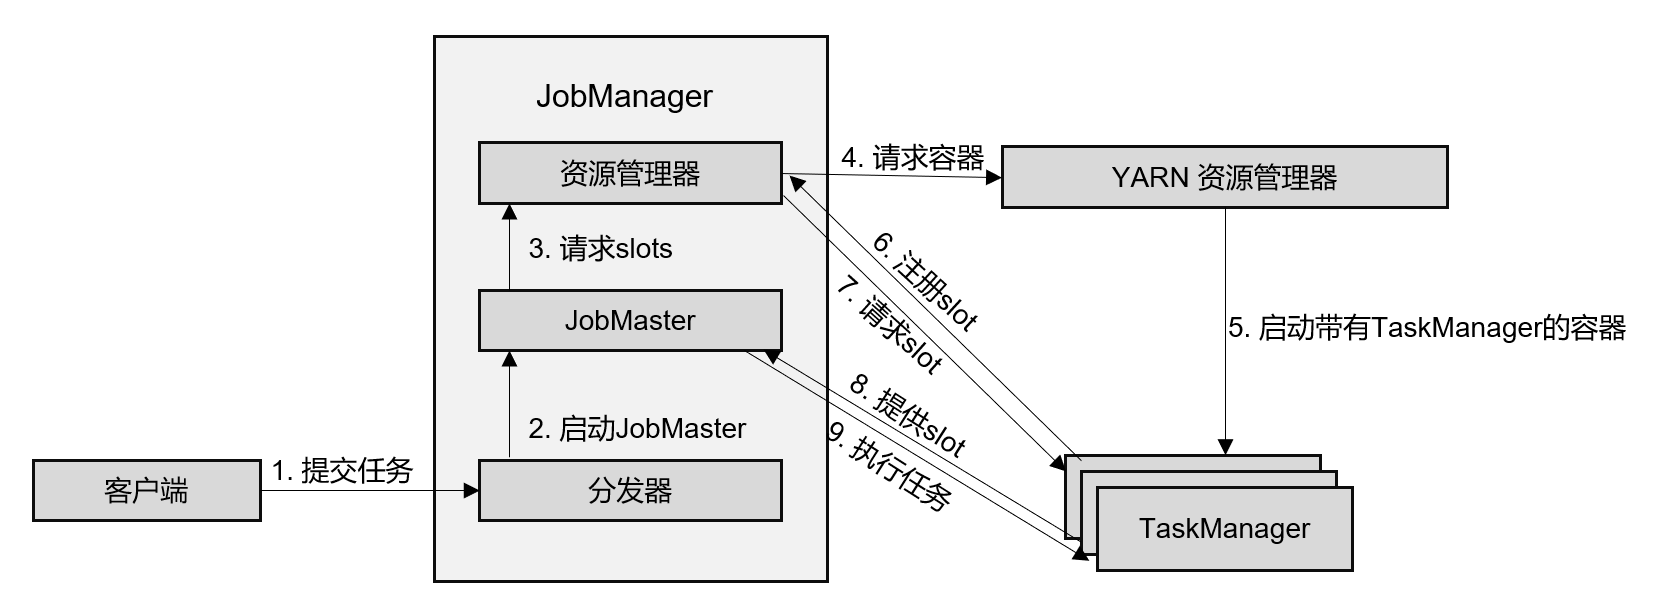 JobManager
资源管理器
4. 请求容器
YARN 资源管理器
3. 请求slots
6. 注册slot
7. 请求slot
JobMaster
5. 启动带有TaskManager的容器
8. 提供slot
9. 执行任务
2. 启动JobMaster
客户端
1. 提交任务
分发器
TaskManager